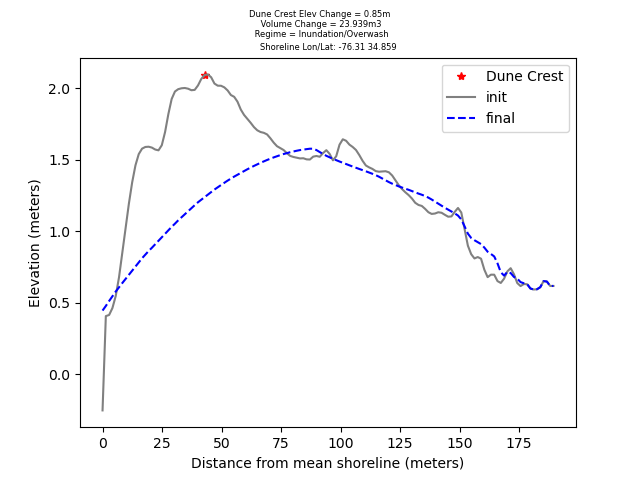 Dune Crest Elev Change = 0.85m
Volume Change = 23.939m3
Regime = Inundation/Overwash
Shoreline Lon/Lat: -76.31 34.859
Dune Crest
init
final
2.0
1.5
1.0
0.5
0.0
Elevation (meters)
0 25 50 75 100 125 150 175
Distance from mean shoreline (meters)